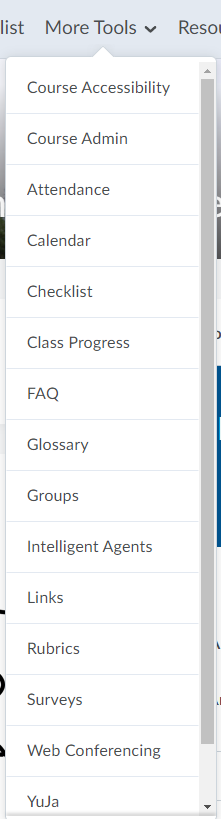 list More Tools Resou
Course Accessibility
Course Admin
Attendance
Calendar
Checklist
Class Progress
FAQ
Glossary
Groups
Intelligent Agents
Links
Rubrics
Surveys
Web Conferencing
YuJa